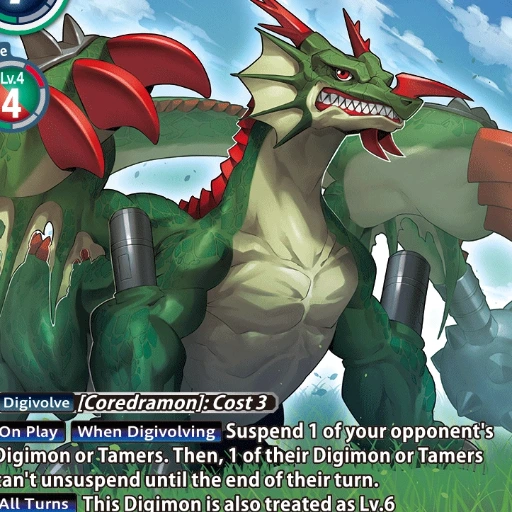 e
Lv.4
4
Digivolve [Coredramon]: Cost 3
On Play When Digivolving Suspend 1 of your opponent's
Digimon or Tamers. Then, 1 of their Digimon or Tamers
can't unsuspend until the end of their turn.
All Turns This Digimon is also treated as Lv.6